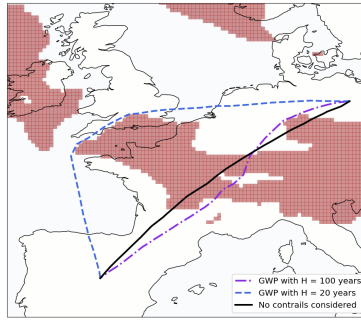 GWP with H = 100 years
GWP with H = 20 years
No contrails considered